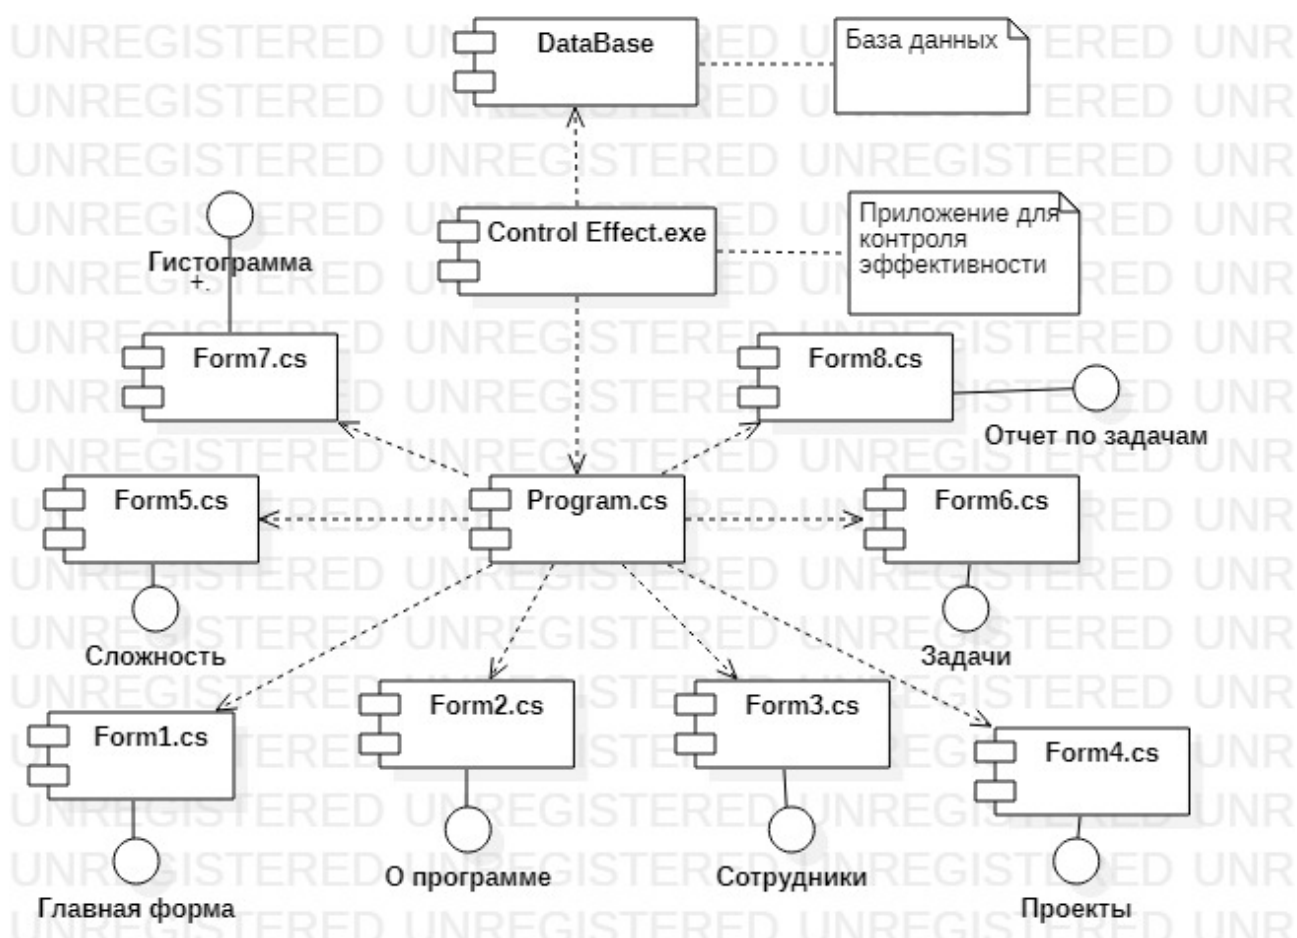 DataBase
База данных
Control Effect.exe
Приложение для
контроля
эффективности
Гистограмма
+.
Form7.cs
Form8.cs
Отчет по задачам
Form5.cs
Program.cs
Form6.cs
Сложность
Задачи
Form1.cs
Form2.cs
Form3.cs
Form4.cs
Главная форма
О программе
Сотрудники
Проекты
UNREGISTERED